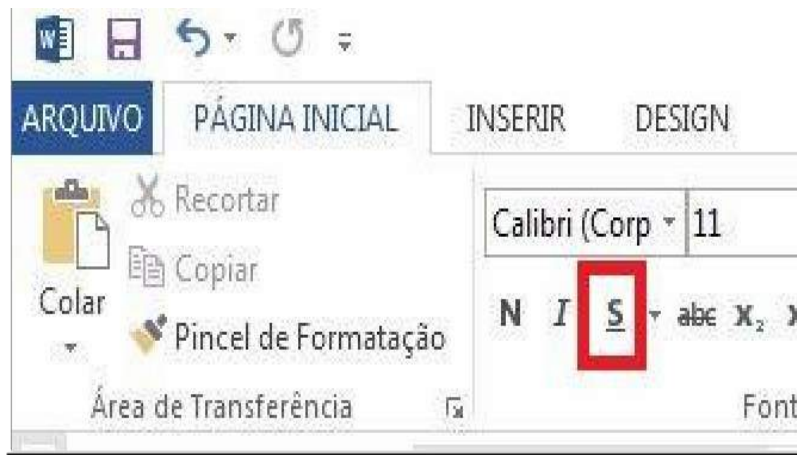 ARQUIVO PÁGINA INICIAL INSERIR DESIGN
Recortar
Copiar
Colar
Pincel de Formatação
Área de Transferência
Calibri (Corp 11
N I S abc X₂
Font